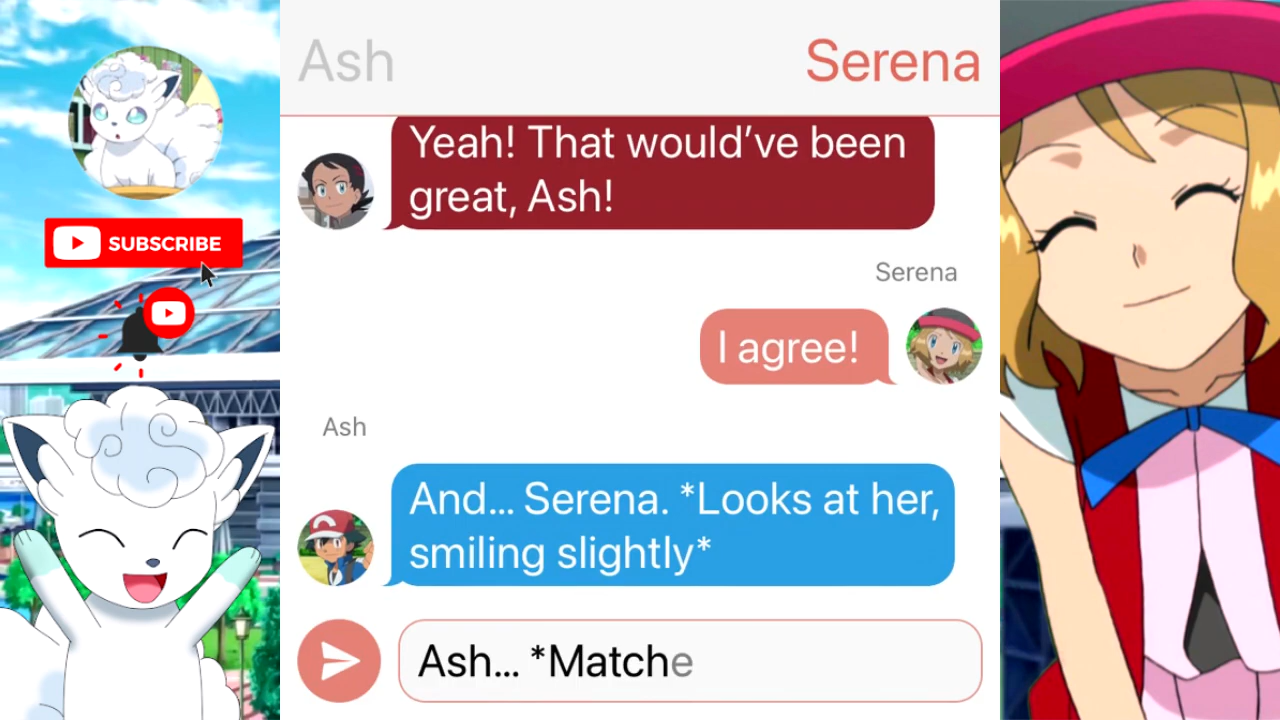 Ash
Serena
Yeah! That would’ve been
great, Ash!
SUBSCRIBE
Serena
I agree!
Ash
And... Serena. *Looks at her,
smiling slightly*
Ash... *Matche